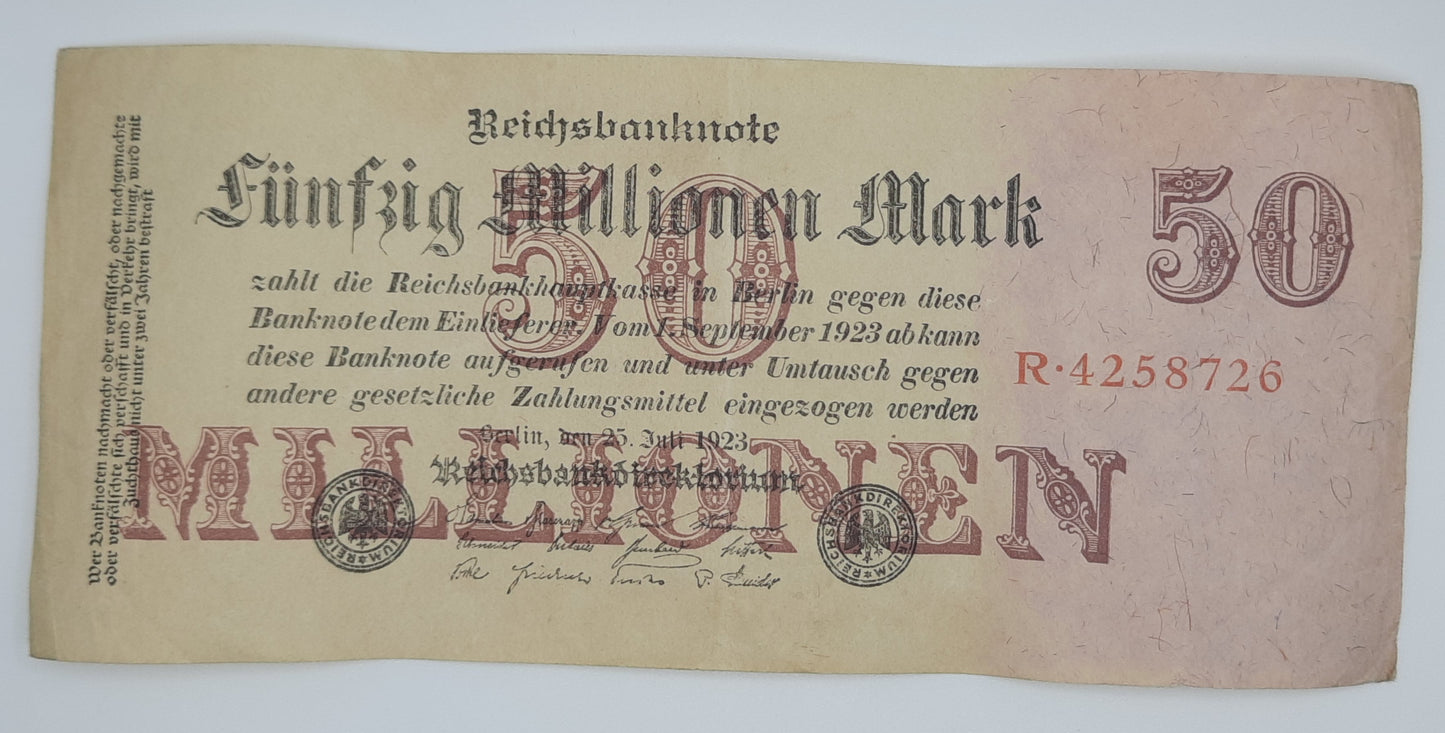 Reichsbanknote
Fünfzig Millionen Mark
50
50
zahlt die Reichsbankhauptkasse in Berlin gegen diese
Banknote dem Einlieferer. Vom 1. September 1923 ab kann
diese Banknote aufgerufen und unter Umtausch gegen
andere gesetzliche Zahlungsmittel eingezogen werden
R·4258726
MILLIONEN
Berlin, den 25. Juli 1923
Reichsbankdirektorium
REICHSBANKDIREKTORIUM
REICHSBANKDIREKTORIUM
Wer Banknoten nachmacht oder verfälscht, oder nachgemachte
oder verfälschte sich verschafft und in Verkehr bringt, wird mit
Zuchthaus nicht unter zwei Jahren bestraft